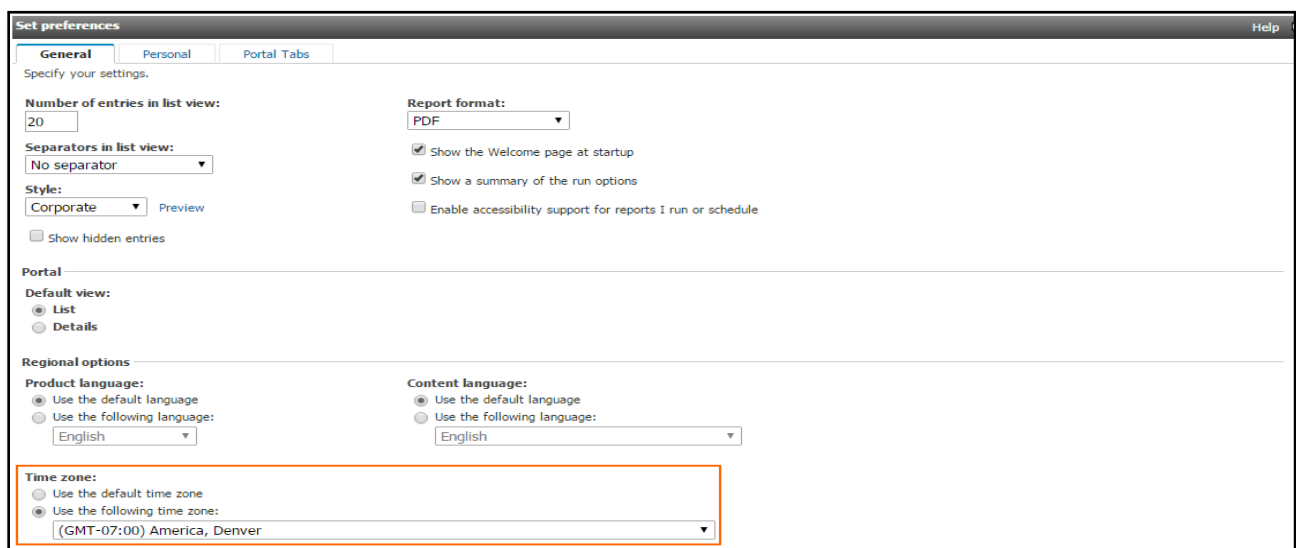 Set preferences Help
General Personal Portal Tabs
Specify your settings.
Number of entries in list view:
20
Separators in list view:
No separator
Style:
Corporate Preview
Show hidden entries
Report format:
PDF
Show the Welcome page at startup
Show a summary of the run options
Enable accessibility support for reports I run or schedule
Portal
Default view:
List
Details
Regional options
Product language:
Use the default language
Use the following language:
English
Content language:
Use the default language
Use the following language:
English
Time zone:
Use the default time zone
Use the following time zone:
(GMT-07:00) America, Denver